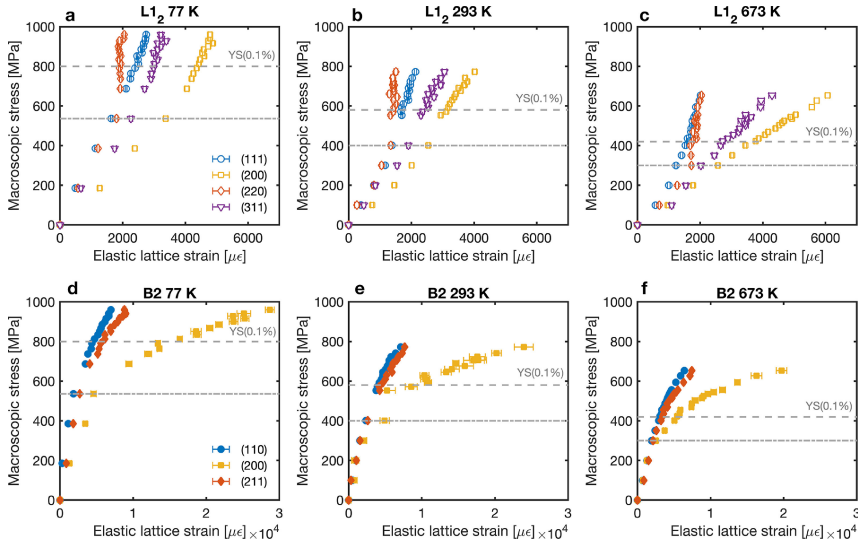 a
L1₂ 77 K
Macroscopic stress [MPa]
1000
800
600
400
200
0
YS(0.1%)
(111)
(200)
(220)
(311)
0
2000
4000
6000
Elastic lattice strain [με]
b
L1₂ 293 K
Macroscopic stress [MPa]
1000
800
600
400
200
0
YS(0.1%)
0
2000
4000
6000
Elastic lattice strain [με]
c
L1₂ 673 K
Macroscopic stress [MPa]
1000
800
600
400
200
0
YS(0.1%)
0
2000
4000
6000
Elastic lattice strain [με]
d
B2 77 K
Macroscopic stress [MPa]
1000
800
600
400
200
0
YS(0.1%)
(110)
(200)
(211)
0
1
2
3
Elastic lattice strain [με] ×10⁴
e
B2 293 K
Macroscopic stress [MPa]
1000
800
600
400
200
0
YS(0.1%)
0
1
2
3
Elastic lattice strain [με] ×10⁴
f
B2 673 K
Macroscopic stress [MPa]
1000
800
600
400
200
0
YS(0.1%)
0
1
2
3
Elastic lattice strain [με] ×10⁴